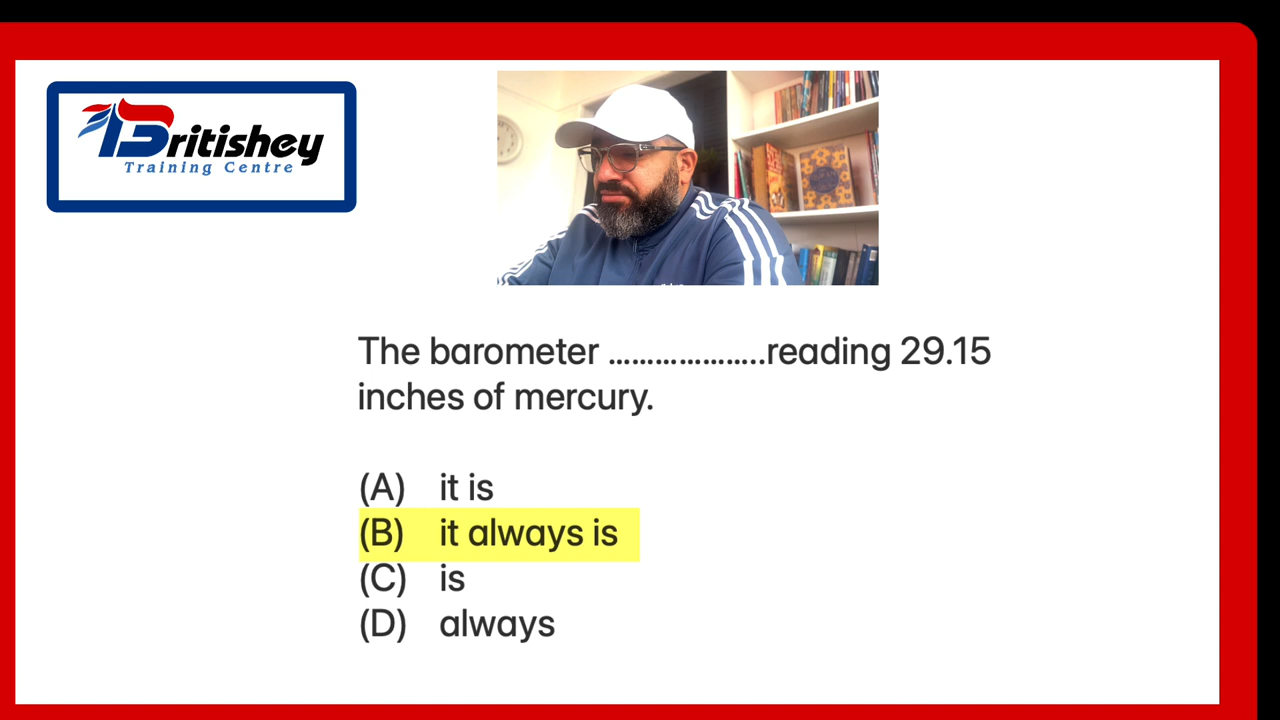 Britishey
Training Centre
The barometer ......................reading 29.15
inches of mercury.
(A) it is
(B) it always is
(C) is
(D) always